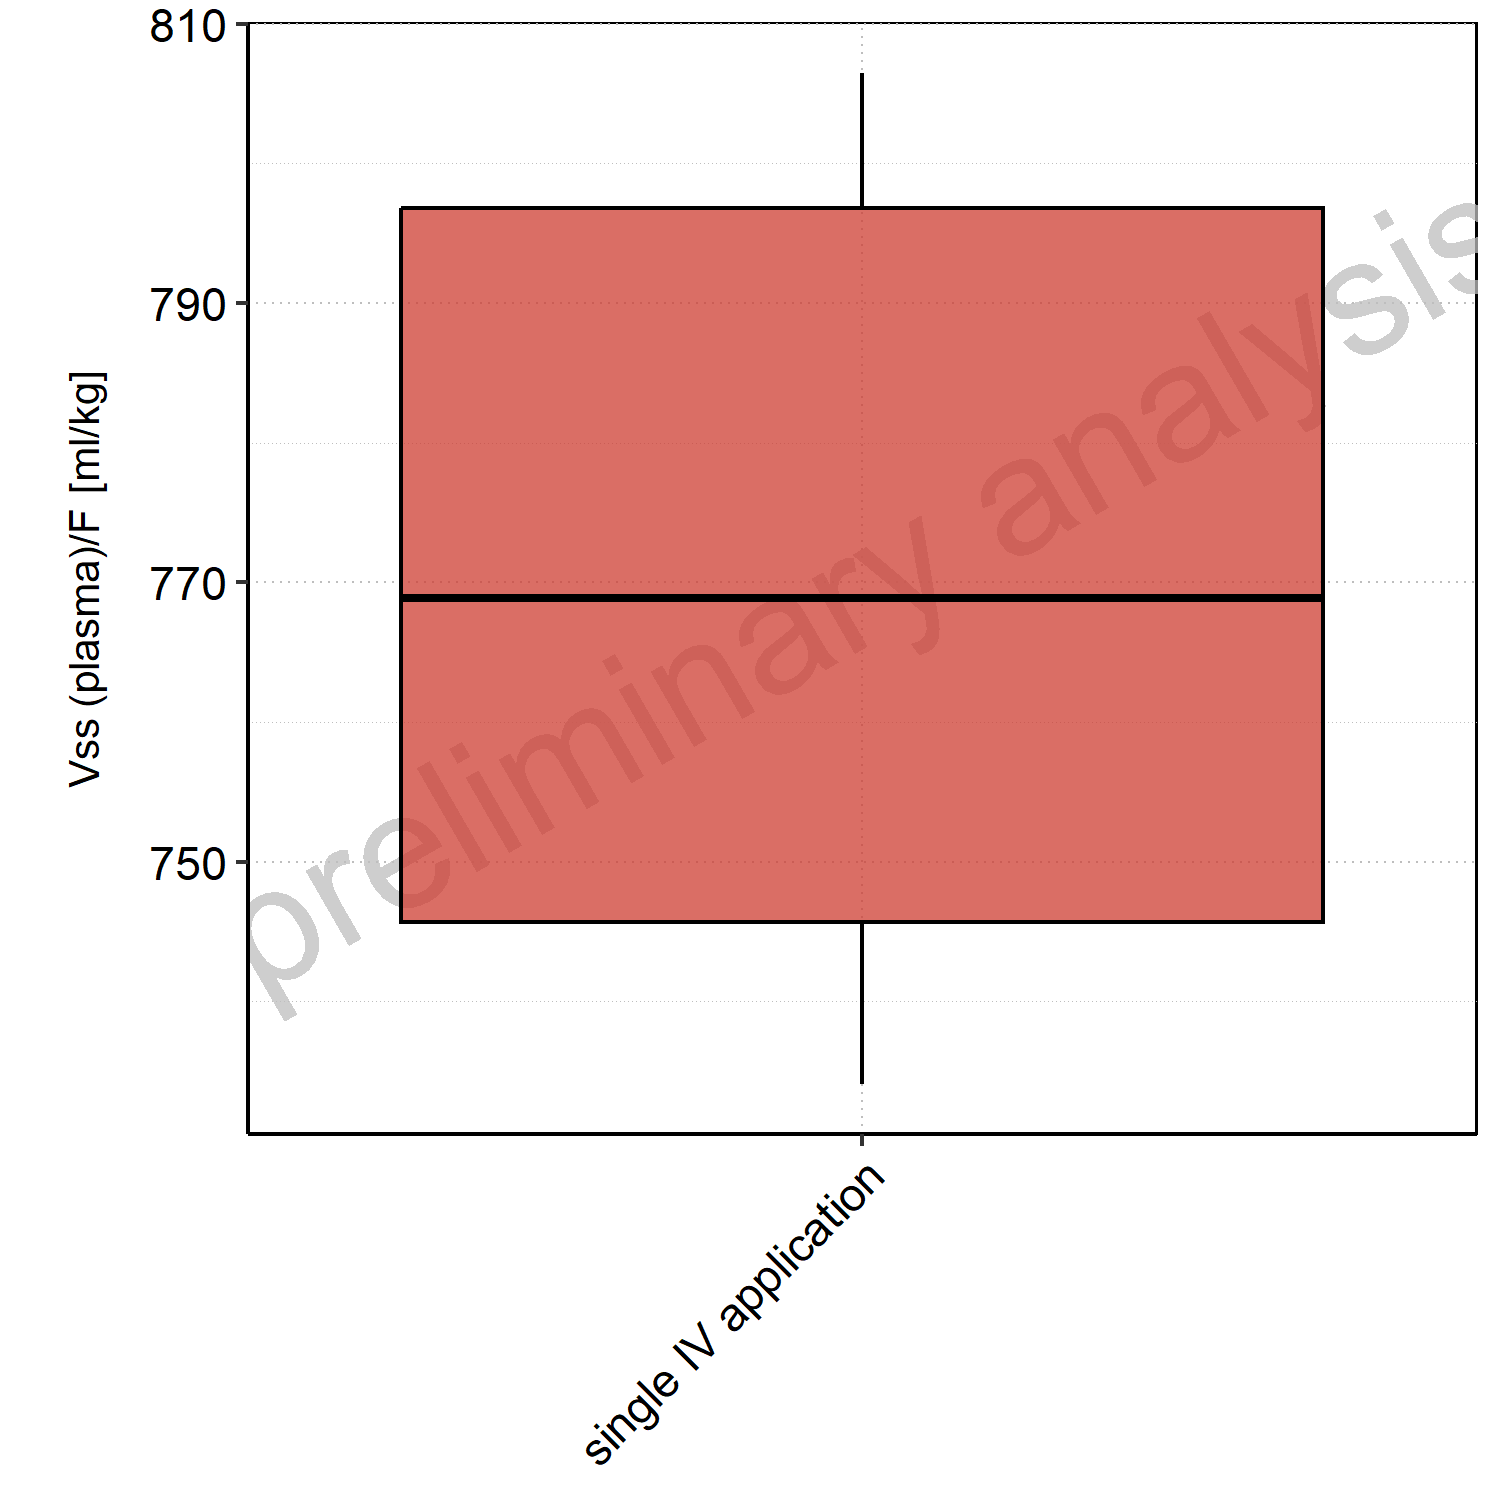 810
790
770
750
Vss (plasma)/F [ml/kg]
preliminary analysis
single IV application